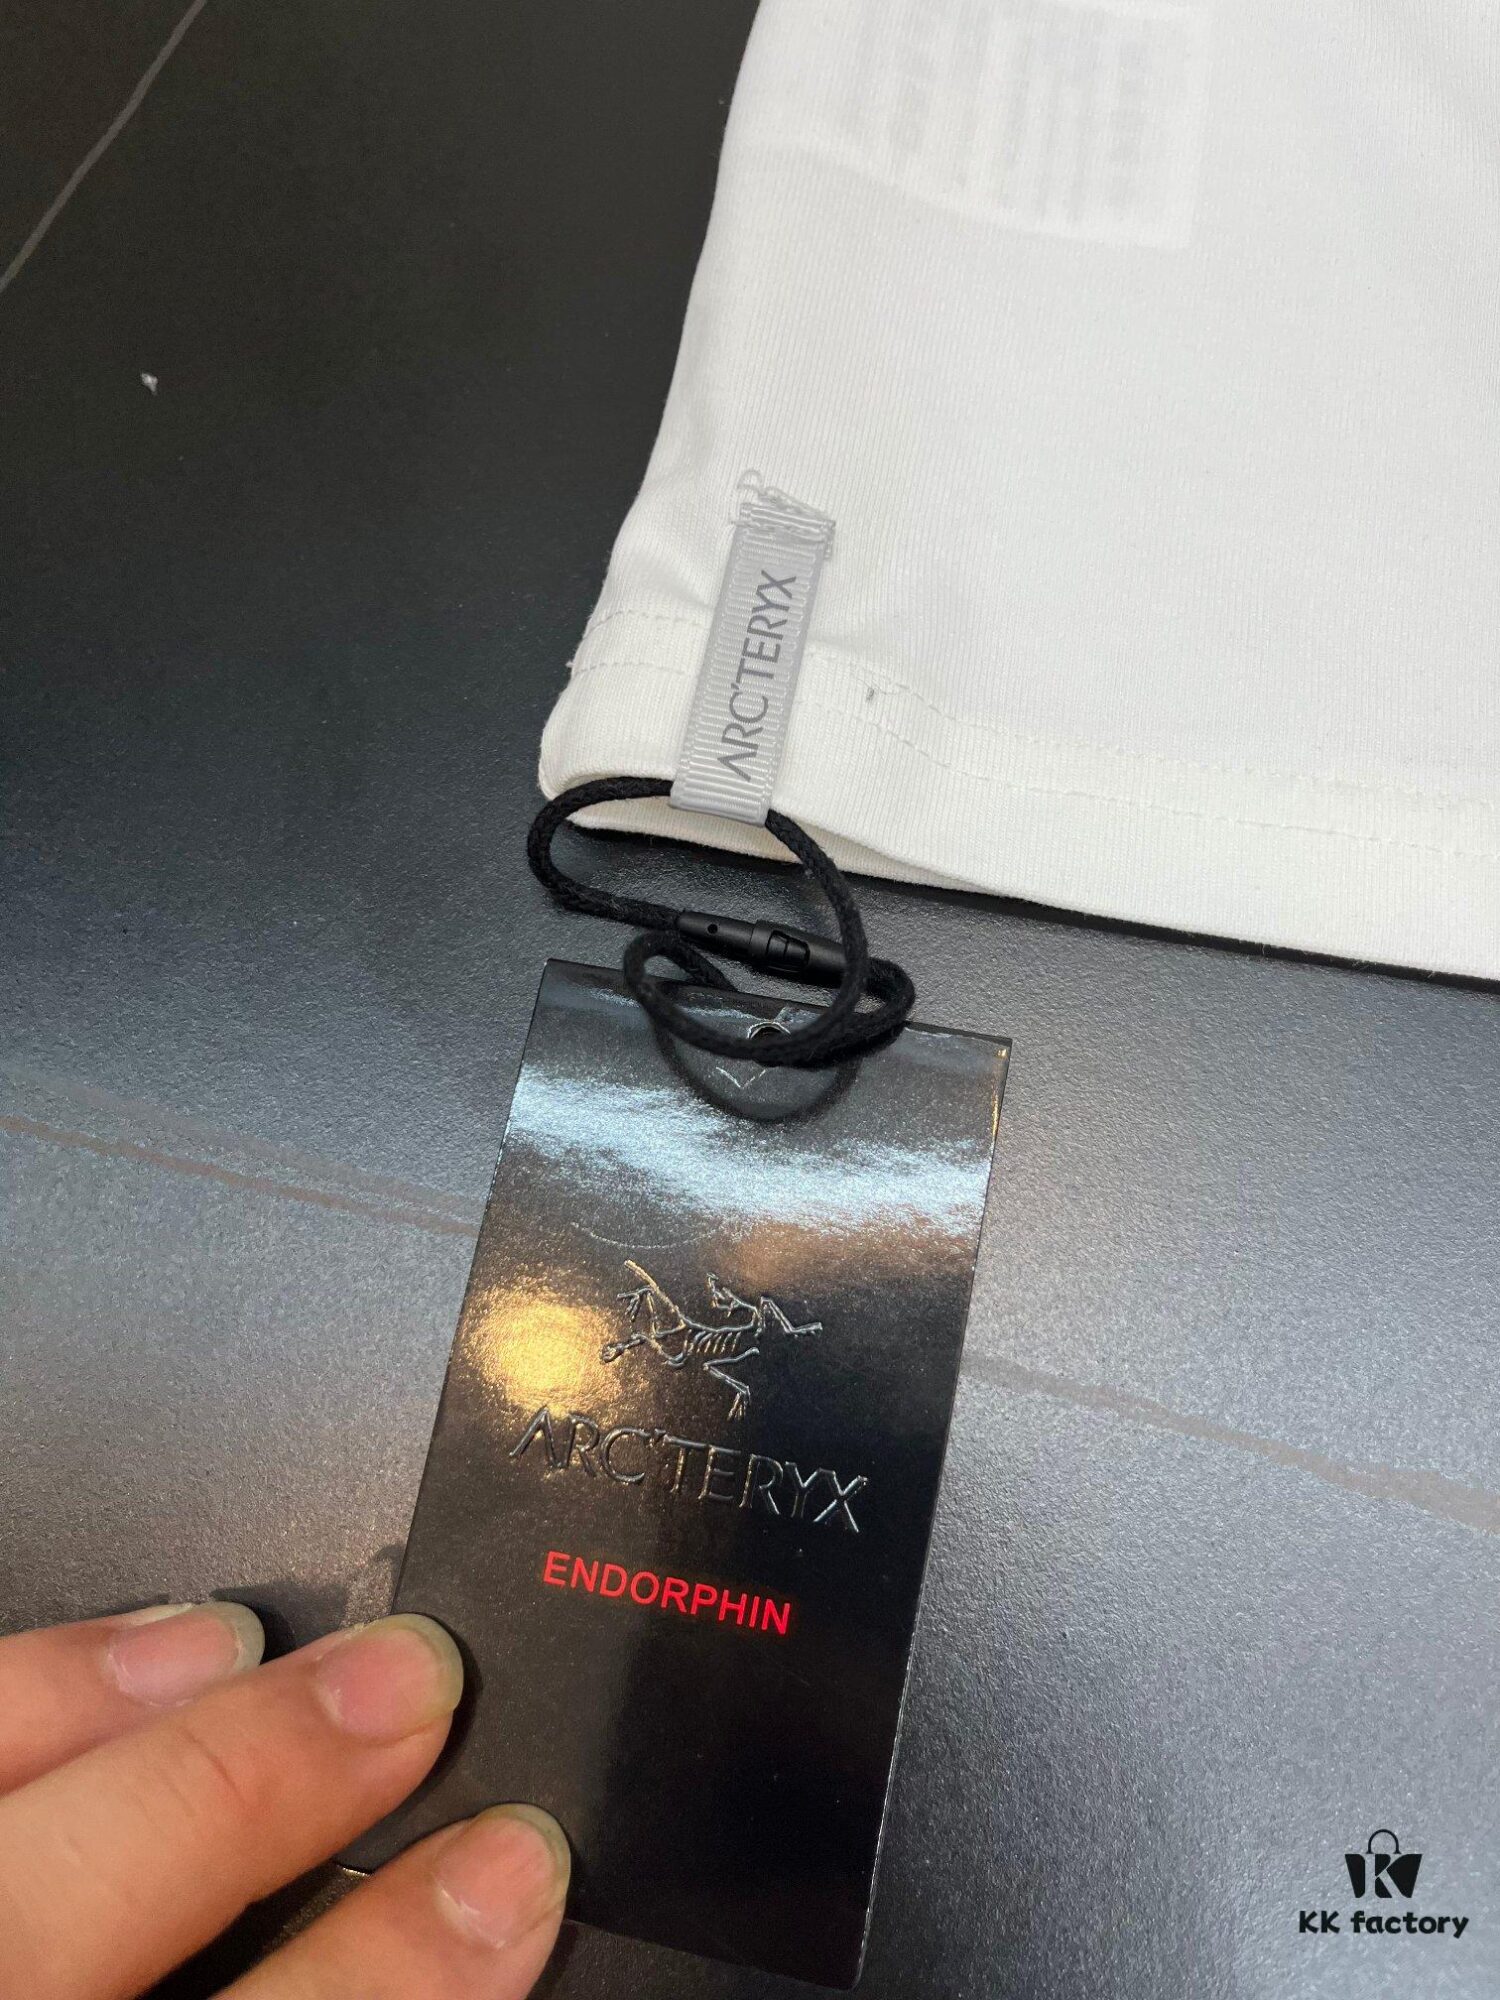 ARC'TERYX
ARC'TERYX
ENDORPHIN
KK factory